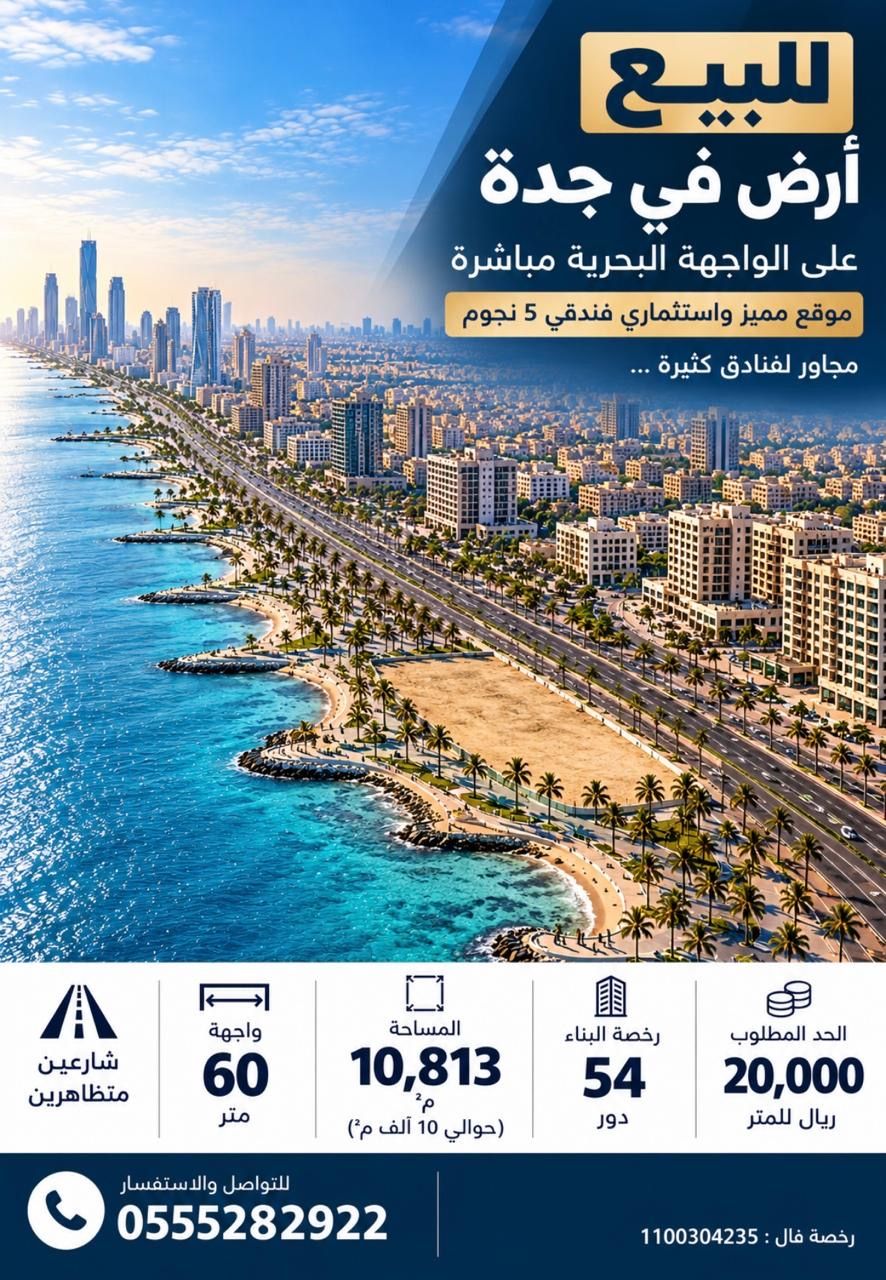 للبيع
أرض في جدة
على الواجهة البحرية مباشرة
موقع مميز واستثماري فندقي 5 نجوم
مجاور لفنادق كثيرة ...
الحد المطلوب
20,000
ريال للمتر
رخصة البناء
54
دور
المساحة
10,813
م²
(حوالي 10 آلف م²)
واجهة
60
متر
شارعين
متظاهرين
للتواصل والاستفسار
0555282922
رخصة فال : 1100304235